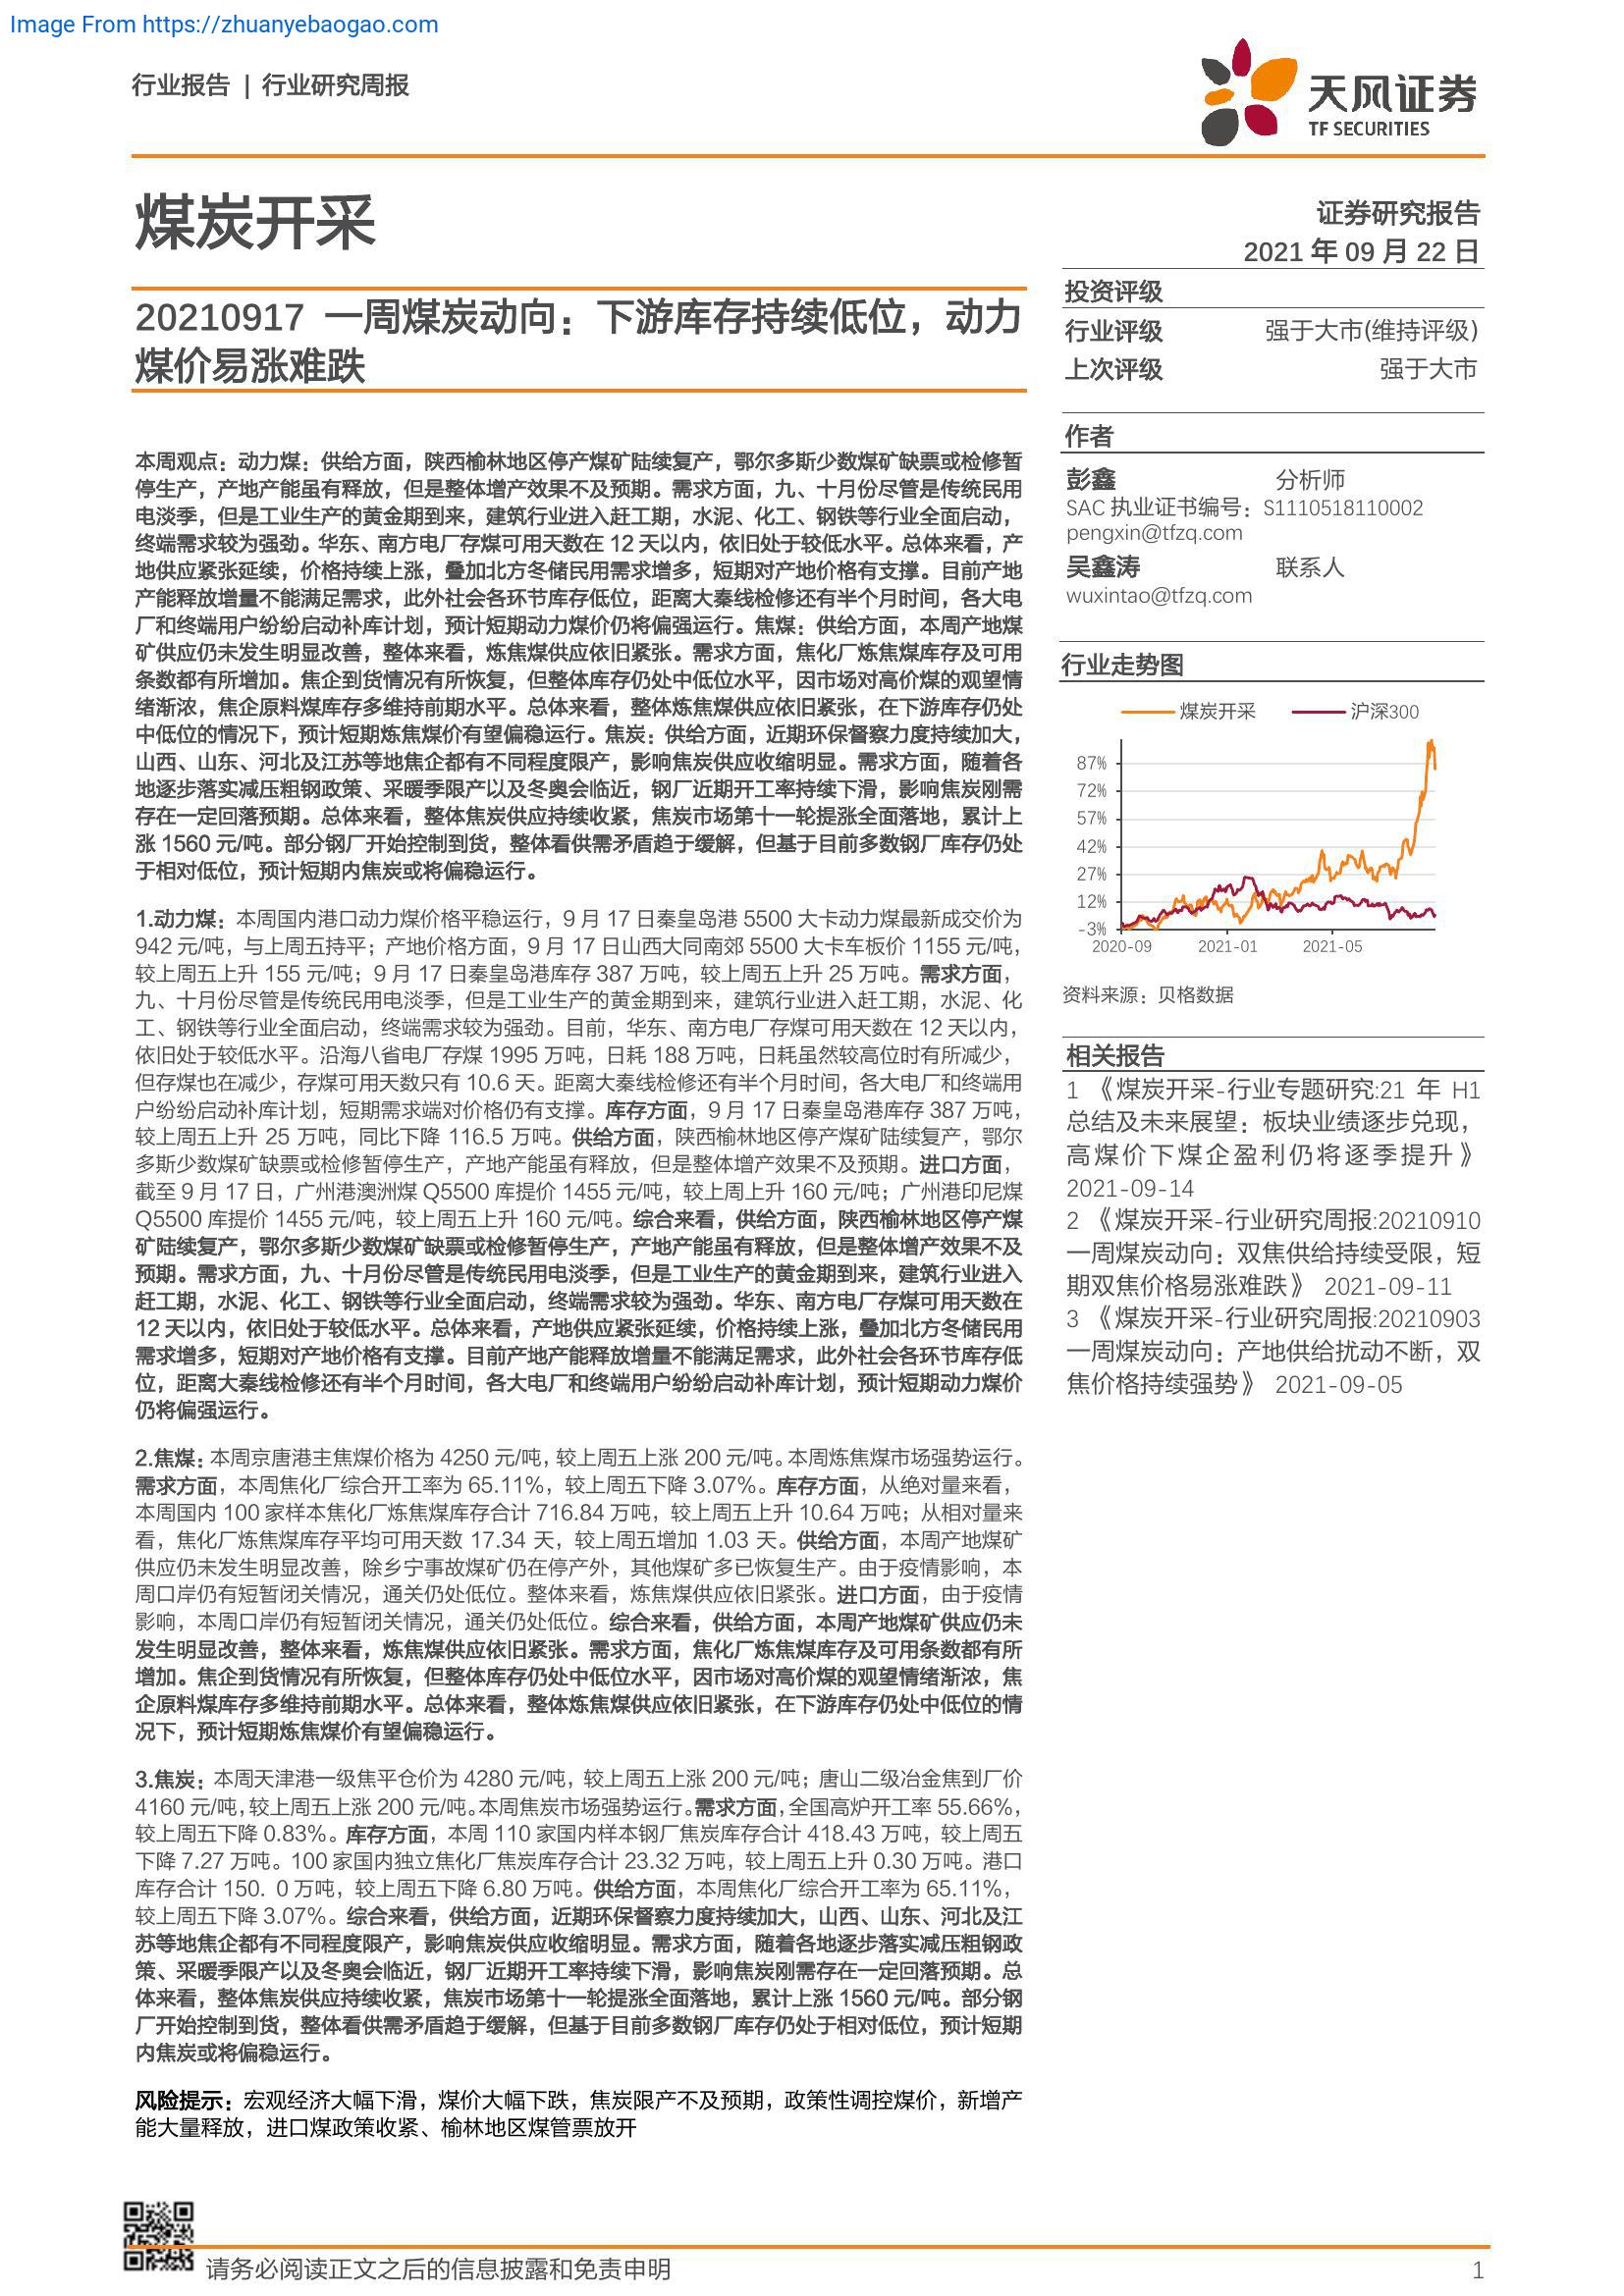 Image From https://zhuanyebaogao.com
行业报告 | 行业研究周报
天风证券
TF SECURITIES
煤炭开采
证券研究报告
2021 年 09 月 22 日
20210917 一周煤炭动向：下游库存持续低位，动力
煤价易涨难跌
本周观点：动力煤：供给方面，陕西榆林地区停产煤矿陆续复产，鄂尔多斯少数煤矿缺票或检修暂
停生产，产地产能虽有释放，但是整体增产效果不及预期。需求方面，九、十月份尽管是传统民用
电淡季，但是工业生产的黄金期到来，建筑行业进入赶工期，水泥、化工、钢铁等行业全面启动，
终端需求较为强劲。华东、南方电厂存煤可用天数在 12 天以内，依旧处于较低水平。总体来看，产
地供应紧张延续，价格持续上涨，叠加北方冬储民用需求增多，短期对产地价格有支撑。目前产地
产能释放增量不能满足需求，此外社会各环节库存低位，距离大秦线检修还有半个月时间，各大电
厂和终端用户纷纷启动补库计划，预计短期动力煤价仍将偏强运行。焦煤：供给方面，本周产地煤
矿供应仍未发生明显改善，整体来看，炼焦煤供应依旧紧张。需求方面，焦化厂炼焦煤库存及可用
条数都有所增加。焦企到货情况有所恢复，但整体库存仍处中低位水平，因市场对高价煤的观望情
绪渐浓，焦企原料煤库存多维持前期水平。总体来看，整体炼焦煤供应依旧紧张，在下游库存仍处
中低位的情况下，预计短期炼焦煤价有望偏稳运行。焦炭：供给方面，近期环保督察力度持续加大，
山西、山东、河北及江苏等地焦企都有不同程度限产，影响焦炭供应收缩明显。需求方面，随着各
地逐步落实减压粗钢政策、采暖季限产以及冬奥会临近，钢厂近期开工率持续下滑，影响焦炭刚需
存在一定回落预期。总体来看，整体焦炭供应持续收紧，焦炭市场第十一轮提涨全面落地，累计上
涨 1560 元/吨。部分钢厂开始控制到货，整体看供需矛盾趋于缓解，但基于目前多数钢厂库存仍处
于相对低位，预计短期内焦炭或将偏稳运行。
1.动力煤：本周国内港口动力煤价格平稳运行，9 月 17 日秦皇岛港 5500 大卡动力煤最新成交价为
942 元/吨，与上周五持平；产地价格方面，9 月 17 日山西大同南郊 5500 大卡车板价 1155 元/吨，
较上周五上升 155 元/吨；9 月 17 日秦皇岛港库存 387 万吨，较上周五上升 25 万吨。需求方面，
九、十月份尽管是传统民用电淡季，但是工业生产的黄金期到来，建筑行业进入赶工期，水泥、化
工、钢铁等行业全面启动，终端需求较为强劲。目前，华东、南方电厂存煤可用天数在 12 天以内，
依旧处于较低水平。沿海八省电厂存煤 1995 万吨，日耗 188 万吨，日耗虽然较高位时有所减少，
但存煤也在减少，存煤可用天数只有 10.6 天。距离大秦线检修还有半个月时间，各大电厂和终端用
户纷纷启动补库计划，短期需求端对价格仍有支撑。库存方面，9 月 17 日秦皇岛港库存 387 万吨，
较上周五上升 25 万吨，同比下降 116.5 万吨。供给方面，陕西榆林地区停产煤矿陆续复产，鄂尔
多斯少数煤矿缺票或检修暂停生产，产地产能虽有释放，但是整体增产效果不及预期。进口方面，
截至 9 月 17 日，广州港澳洲煤 Q5500 库提价 1455 元/吨，较上周上升 160 元/吨；广州港印尼煤
Q5500 库提价 1455 元/吨，较上周五上升 160 元/吨。综合来看，供给方面，陕西榆林地区停产煤
矿陆续复产，鄂尔多斯少数煤矿缺票或检修暂停生产，产地产能虽有释放，但是整体增产效果不及
预期。需求方面，九、十月份尽管是传统民用电淡季，但是工业生产的黄金期到来，建筑行业进入
赶工期，水泥、化工、钢铁等行业全面启动，终端需求较为强劲。华东、南方电厂存煤可用天数在
12 天以内，依旧处于较低水平。总体来看，产地供应紧张延续，价格持续上涨，叠加北方冬储民用
需求增多，短期对产地价格有支撑。目前产地产能释放增量不能满足需求，此外社会各环节库存低
位，距离大秦线检修还有半个月时间，各大电厂和终端用户纷纷启动补库计划，预计短期动力煤价
仍将偏强运行。
2.焦煤：本周京唐港主焦煤价格为 4250 元/吨，较上周五上涨 200 元/吨。本周炼焦煤市场强势运行。
需求方面，本周焦化厂综合开工率为 65.11%，较上周五下降 3.07%。库存方面，从绝对量来看，
本周国内 100 家样本焦化厂炼焦煤库存合计 716.84 万吨，较上周五上升 10.64 万吨；从相对量来
看，焦化厂炼焦煤库存平均可用天数 17.34 天，较上周五增加 1.03 天。供给方面，本周产地煤矿
供应仍未发生明显改善，除乡宁事故煤矿仍在停产外，其他煤矿多已恢复生产。由于疫情影响，本
周口岸仍有短暂闭关情况，通关仍处低位。整体来看，炼焦煤供应依旧紧张。进口方面，由于疫情
影响，本周口岸仍有短暂闭关情况，通关仍处低位。综合来看，供给方面，本周产地煤矿供应仍未
发生明显改善，整体来看，炼焦煤供应依旧紧张。需求方面，焦化厂炼焦煤库存及可用条数都有所
增加。焦企到货情况有所恢复，但整体库存仍处中低位水平，因市场对高价煤的观望情绪渐浓，焦
企原料煤库存多维持前期水平。总体来看，整体炼焦煤供应依旧紧张，在下游库存仍处中低位的情
况下，预计短期炼焦煤价有望偏稳运行。
3.焦炭：本周天津港一级焦平仓价为 4280 元/吨，较上周五上涨 200 元/吨；唐山二级冶金焦到厂价
4160 元/吨，较上周五上涨 200 元/吨。本周焦炭市场强势运行。需求方面，全国高炉开工率 55.66%，
较上周五下降 0.83%。库存方面，本周 110 家国内样本钢厂焦炭库存合计 418.43 万吨，较上周五
下降 7.27 万吨。100 家国内独立焦化厂焦炭库存合计 23.32 万吨，较上周五上升 0.30 万吨。港口
库存合计 150. 0 万吨，较上周五下降 6.80 万吨。供给方面，本周焦化厂综合开工率为 65.11%，
较上周五下降 3.07%。综合来看，供给方面，近期环保督察力度持续加大，山西、山东、河北及江
苏等地焦企都有不同程度限产，影响焦炭供应收缩明显。需求方面，随着各地逐步落实减压粗钢政
策、采暖季限产以及冬奥会临近，钢厂近期开工率持续下滑，影响焦炭刚需存在一定回落预期。总
体来看，整体焦炭供应持续收紧，焦炭市场第十一轮提涨全面落地，累计上涨 1560 元/吨。部分钢
厂开始控制到货，整体看供需矛盾趋于缓解，但基于目前多数钢厂库存仍处于相对低位，预计短期
内焦炭或将偏稳运行。
风险提示：宏观经济大幅下滑，煤价大幅下跌，焦炭限产不及预期，政策性调控煤价，新增产
能大量释放，进口煤政策收紧、榆林地区煤管票放开
投资评级
行业评级 强于大市(维持评级)
上次评级 强于大市
作者
彭鑫 分析师
SAC 执业证书编号：S1110518110002
pengxin@tfzq.com
吴鑫涛 联系人
wuxintao@tfzq.com
行业走势图
煤炭开采 沪深300
87%
72%
57%
42%
27%
12%
-3%
2020-09 2021-01 2021-05
资料来源：贝格数据
相关报告
1 《煤炭开采-行业专题研究:21 年 H1
总结及未来展望：板块业绩逐步兑现，
高煤价下煤企盈利仍将逐季提升》
2021-09-14
2 《煤炭开采-行业研究周报:20210910
一周煤炭动向：双焦供给持续受限，短
期双焦价格易涨难跌》 2021-09-11
3 《煤炭开采-行业研究周报:20210903
一周煤炭动向：产地供给扰动不断，双
焦价格持续强势》 2021-09-05
请务必阅读正文之后的信息披露和免责申明 1